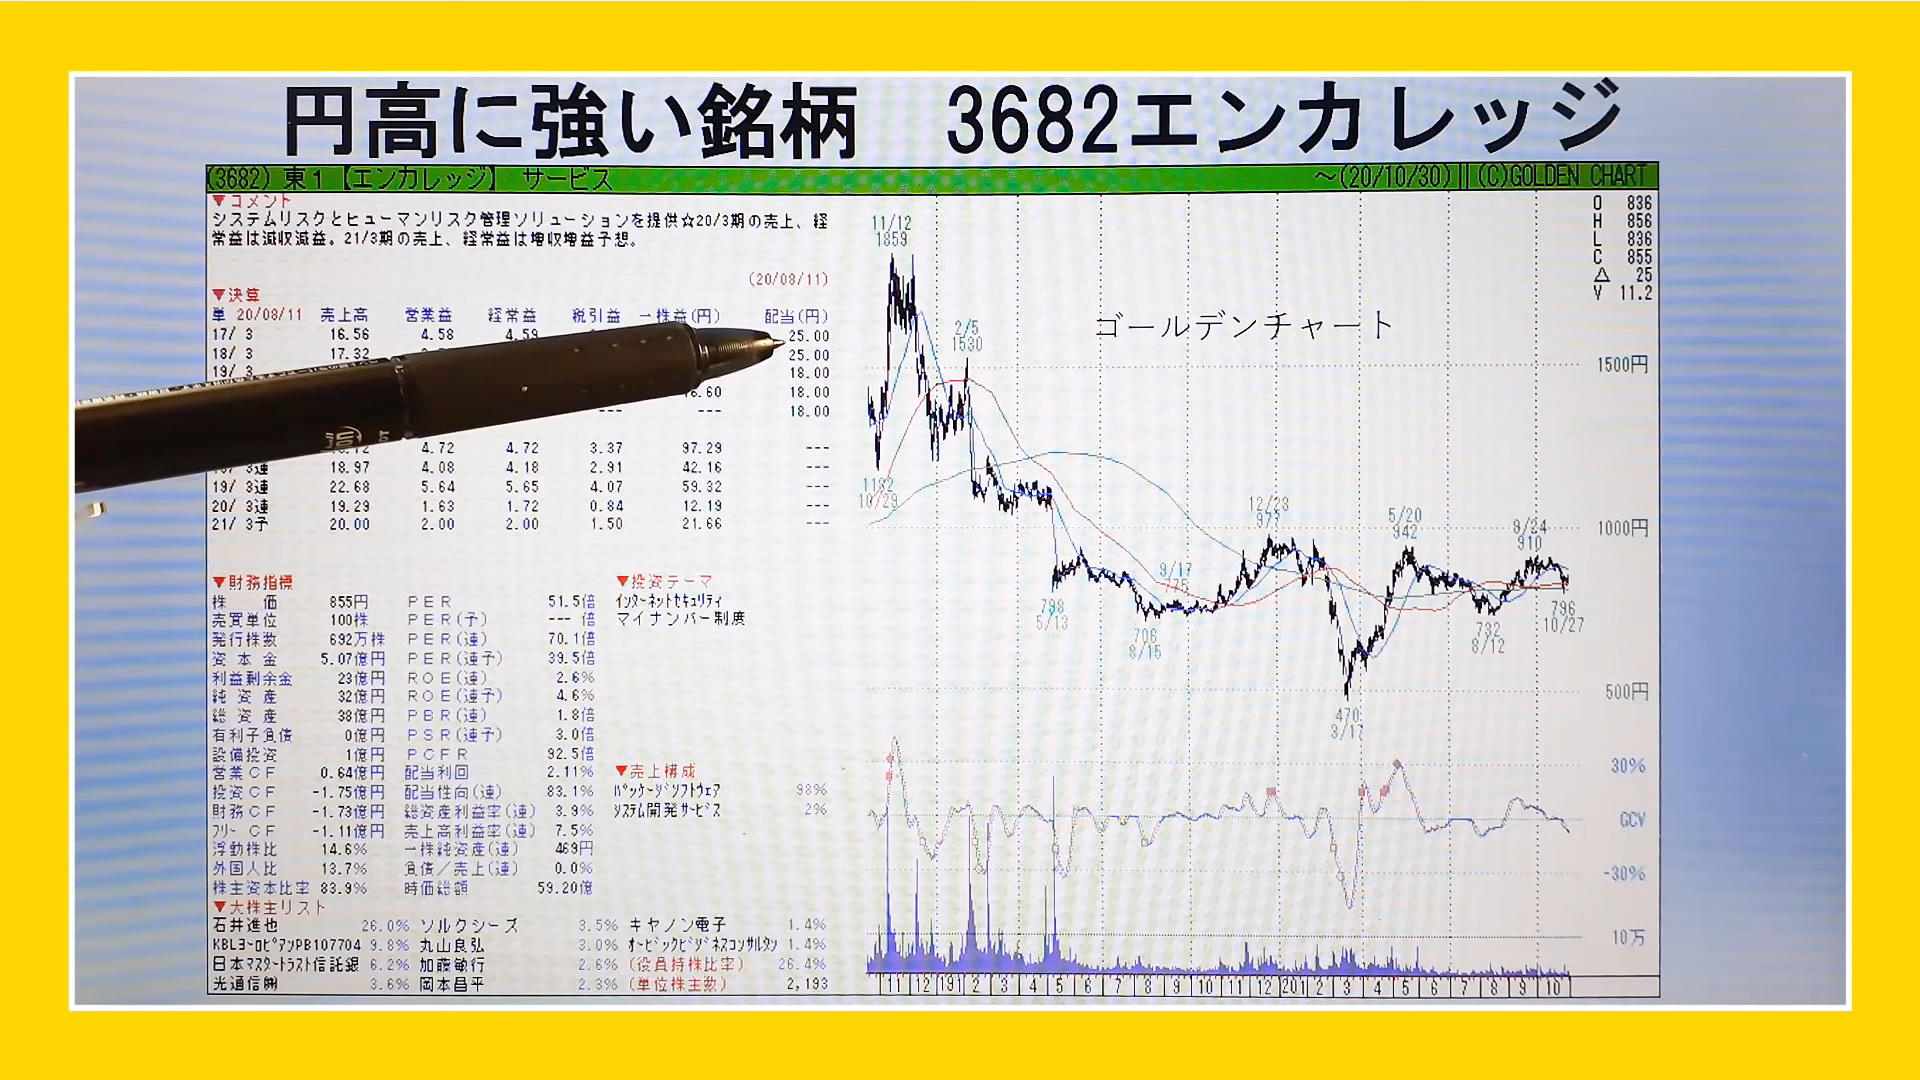 円高に強い銘柄 3682エンカレッジ
(3682) 東1【エンカレッジ】 サービス ～(20/10/30) (C)GOLDEN CHART
▼コメント
システムリスクとヒューマンリスク管理ソリューションを提供☆20/3期の売上、経
常益は減収減益。21/3期の売上、経常益は増収増益予想。
(20/08/11)
▼決算
単 20/08/11 売上高 営業益 経常益 税引益 一株益(円) 配当(円)
17/ 3 16.56 4.58 4.59 25.00
18/ 3 17.32 25.00
19/ 3 18.00
18.00
--- --- 18.00
4.72 4.72 3.37 97.29 ---
3連 18.97 4.08 4.18 2.91 42.16 ---
19/ 3連 22.68 5.64 5.65 4.07 59.32 ---
20/ 3連 19.29 1.63 1.72 0.84 12.19 ---
21/ 3予 20.00 2.00 2.00 1.50 21.66 ---
▼財務指標
株価 855円 PER 51.5倍
売買単位 100株 PER(予) --- 倍
発行株数 692万株 PER(連) 70.1倍
資本金 5.07億円 PER(連予) 39.5倍
利益剰余金 23億円 ROE(連) 2.6%
純資産 32億円 ROE(連予) 4.6%
総資産 38億円 PBR(連) 1.8倍
有利子負債 0億円 PSR(連予) 3.0倍
設備投資 1億円 PCFR 92.5倍
営業CF 0.64億円 配当利回 2.11%
投資CF -1.75億円 配当性向(連) 83.1%
財務CF -1.73億円 総資産利益率(連) 3.9%
フリーCF -1.11億円 売上高利益率(連) 7.5%
浮動株比 14.6% 一株純資産(連) 469円
外国人比 13.7% 負債／売上(連) 0.0%
株主資本比率 83.9% 時価総額 59.20億
▼投資テーマ
インターネットセキュリティ
マイナンバー制度
▼売上構成
パッケージソフトウェア 98%
システム開発サービス 2%
▼大株主リスト
石井進也 26.0% ソルクシーズ 3.5% キヤノン電子 1.4%
KBLヨーロピアンPB107704 9.8% 丸山良弘 3.0% オービックビジネスコンサルタン 1.4%
日本マスタートラスト信託銀 6.2% 加藤敏行 2.6% (役員持株比率) 26.4%
光通信㈱ 3.6% 岡本昌平 2.3% (単位株主数) 2,193
O 836
H 856
L 836
C 855
△ 25
V 11.2
ゴールデンチャート
11/12
1859
2/5
1530
1182
10/29
798
5/13
706
8/15
9/17
775
12/23
977
470
3/17
5/20
942
732
8/12
8/24
910
796
10/27
1500円
1000円
500円
30%
GCV
-30%
10万
11 12 191 2 3 4 5 6 7 8 9 10 11 12 201 2 3 4 5 6 7 8 9 10